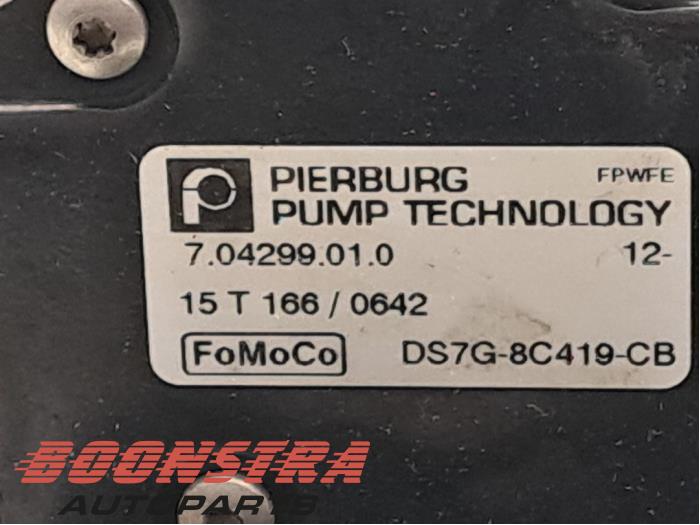 PIERBURG FPWFE
PUMP TECHNOLOGY
7.04299.01.0 12-
15 T 166 / 0642
FoMoCo DS7G-8C419-CB
BOONSTRA
AUTOPARTS